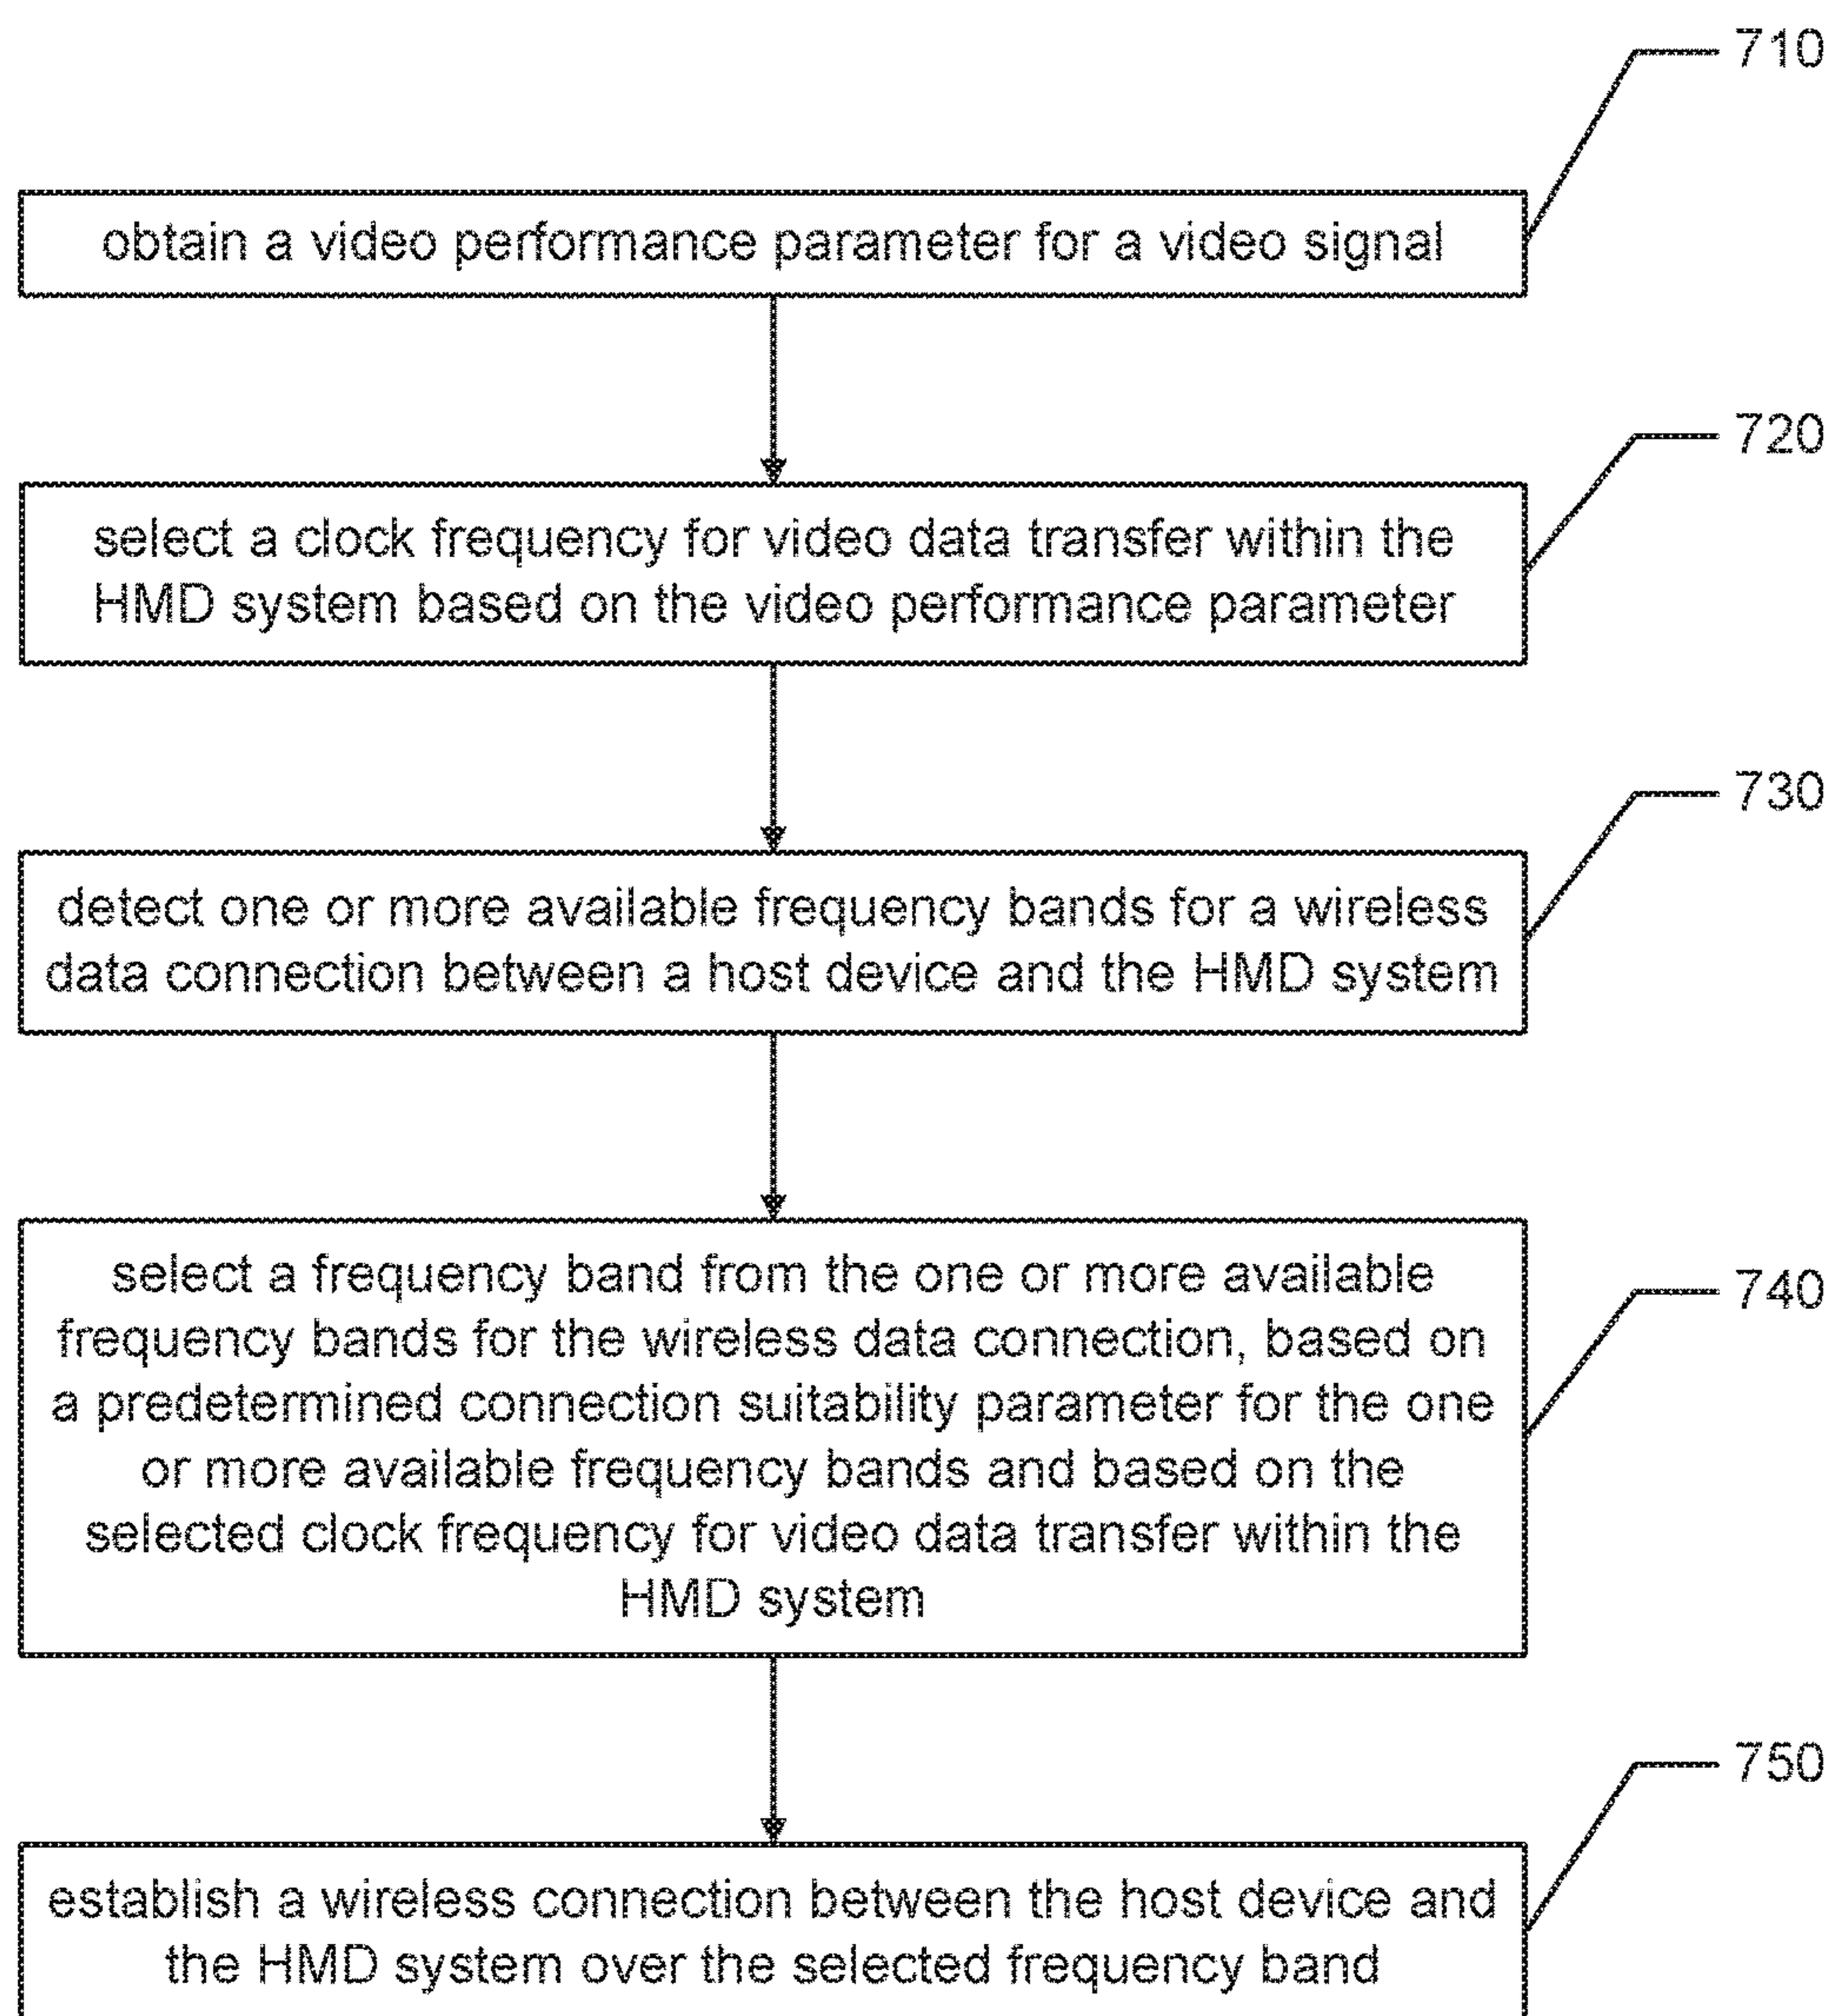 710
obtain a video performance parameter for a video signal
720
select a clock frequency for video data transfer within the
HMD system based on the video performance parameter
730
detect one or more available frequency bands for a wireless
data connection between a host device and the HMD system
740
select a frequency band from the one or more available
frequency bands for the wireless data connection, based on
a predetermined connection suitability parameter for the one
or more available frequency bands and based on the
selected clock frequency for video data transfer within the
HMD system
750
establish a wireless connection between the host device and
the HMD system over the selected frequency band